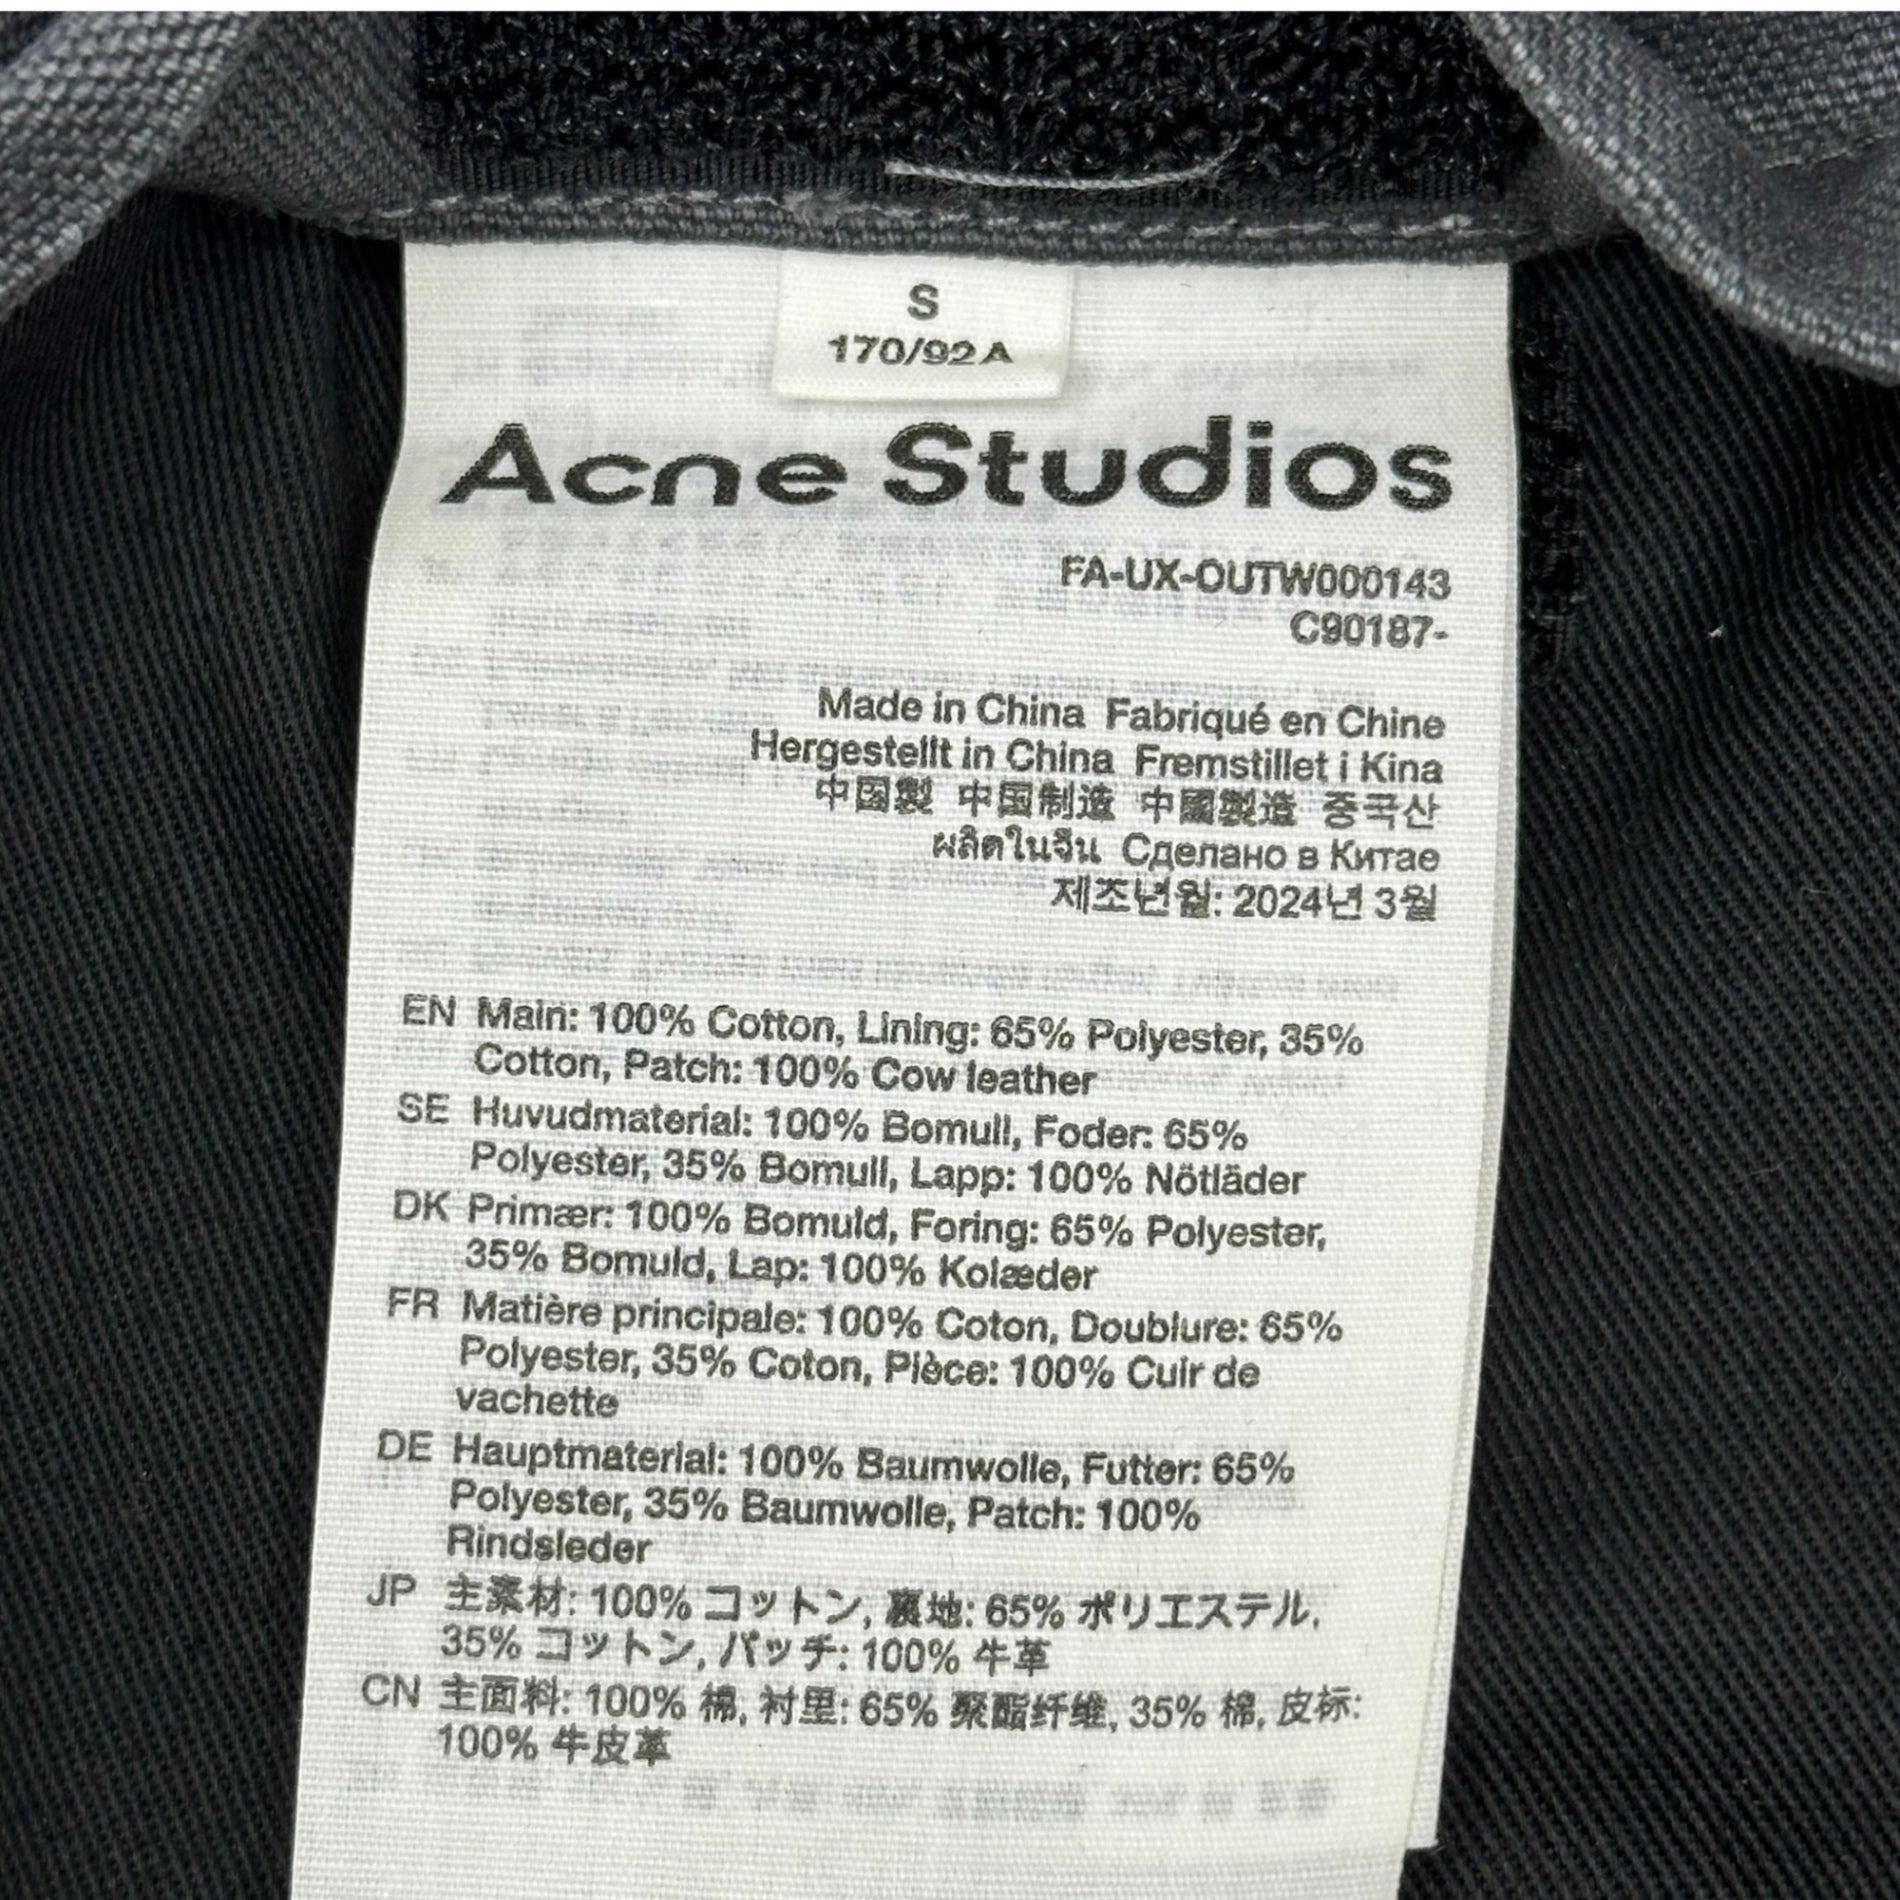 S
170/92A
Acne Studios
FA-UX-OUTW000143
C90187-
Made in China Fabriqué en Chine
Hergestellt in China Fremstillet i Kina
中国製 中国制造 中國製造 중국산
ผลิตในจีน Сделано в Китае
제조년월: 2024년 3월
EN Main: 100% Cotton, Lining: 65% Polyester, 35%
Cotton, Patch: 100% Cow leather
SE Huvudmaterial: 100% Bomull, Foder: 65%
Polyester, 35% Bomull, Lapp: 100% Nötläder
DK Primær: 100% Bomuld, Foring: 65% Polyester,
35% Bomuld, Lap: 100% Kolæder
FR Matière principale: 100% Coton, Doublure: 65%
Polyester, 35% Coton, Pièce: 100% Cuir de
vachette
DE Hauptmaterial: 100% Baumwolle, Futter: 65%
Polyester, 35% Baumwolle, Patch: 100%
Rindsleder
JP 主素材: 100% コットン, 裏地: 65% ポリエステル,
35% コットン, パッチ: 100% 牛革
CN 主面料: 100% 棉, 衬里: 65% 聚酯纤维, 35% 棉, 皮标:
100% 牛皮革